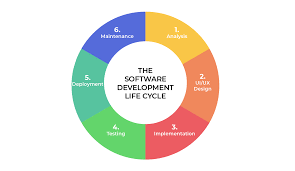 THE
SOFTWARE
DEVELOPMENT
LIFE CYCLE
1.
Analysis
2.
UI/UX
Design
3.
Implementation
4.
Testing
5.
Deployment
6.
Maintenance